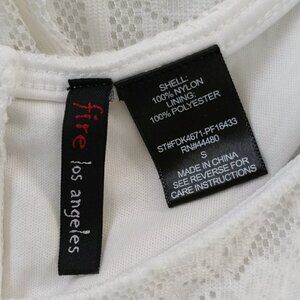 fire los angeles
SHELL:
100% NYLON
LINING:
100% POLYESTER
ST#FDK4671-PF16433
RN#44480
S
MADE IN CHINA
SEE REVERSE FOR
CARE INSTRUCTIONS